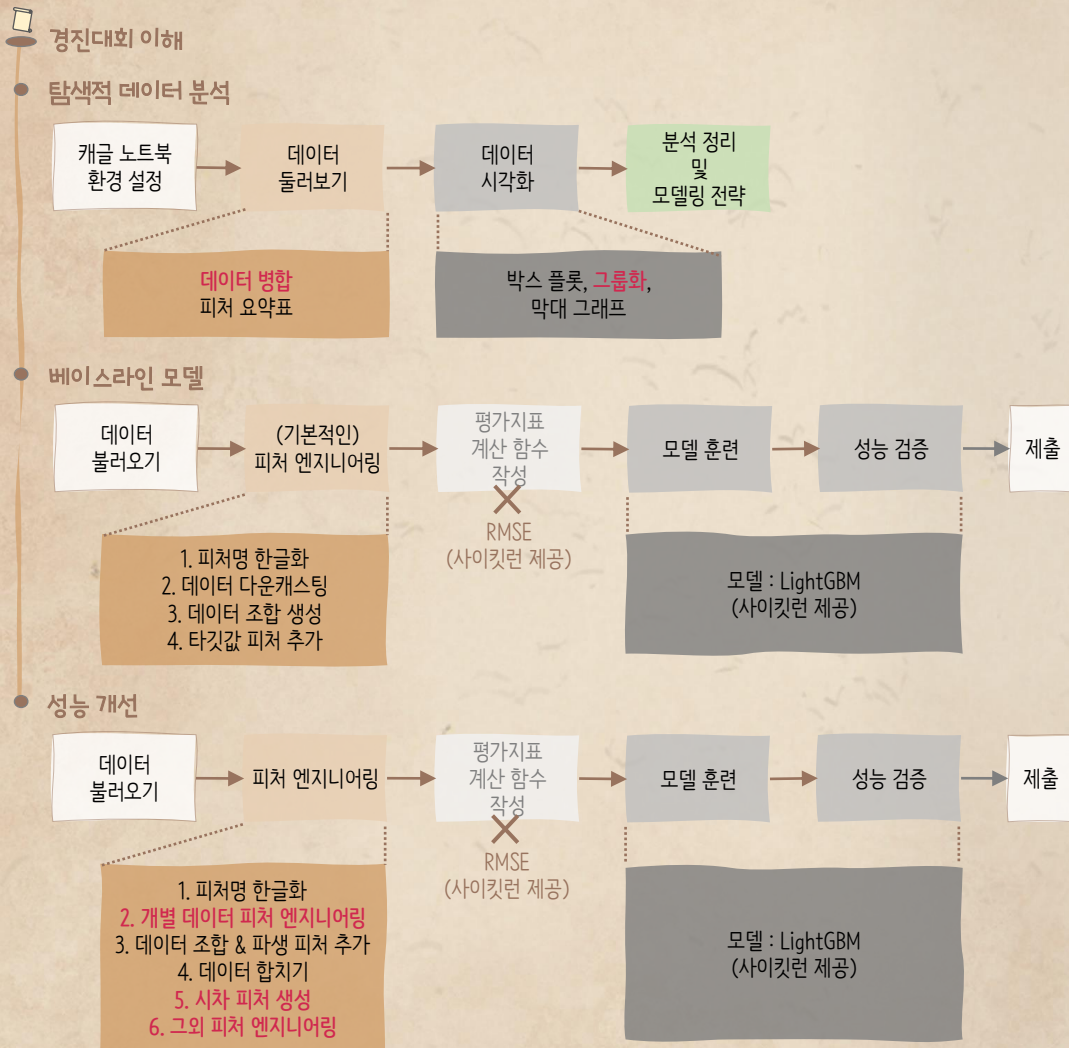 경진대회 이해
탐색적 데이터 분석
캐글 노트북
환경 설정
데이터
둘러보기
데이터
시각화
분석 정리
및
모델링 전략
데이터 병합
피처 요약표
박스 플롯, 그룹화,
막대 그래프
베이스라인 모델
데이터
불러오기
(기본적인)
피처 엔지니어링
평가지표
계산 함수
작성
모델 훈련
성능 검증
제출
RMSE
(사이킷런 제공)
1. 피처명 한글화
2. 데이터 다운캐스팅
3. 데이터 조합 생성
4. 타깃값 피처 추가
모델 : LightGBM
(사이킷런 제공)
성능 개선
데이터
불러오기
피처 엔지니어링
평가지표
계산 함수
작성
모델 훈련
성능 검증
제출
RMSE
(사이킷런 제공)
1. 피처명 한글화
2. 개별 데이터 피처 엔지니어링
3. 데이터 조합 & 파생 피처 추가
4. 데이터 합치기
5. 시차 피처 생성
6. 그외 피처 엔지니어링
모델 : LightGBM
(사이킷런 제공)